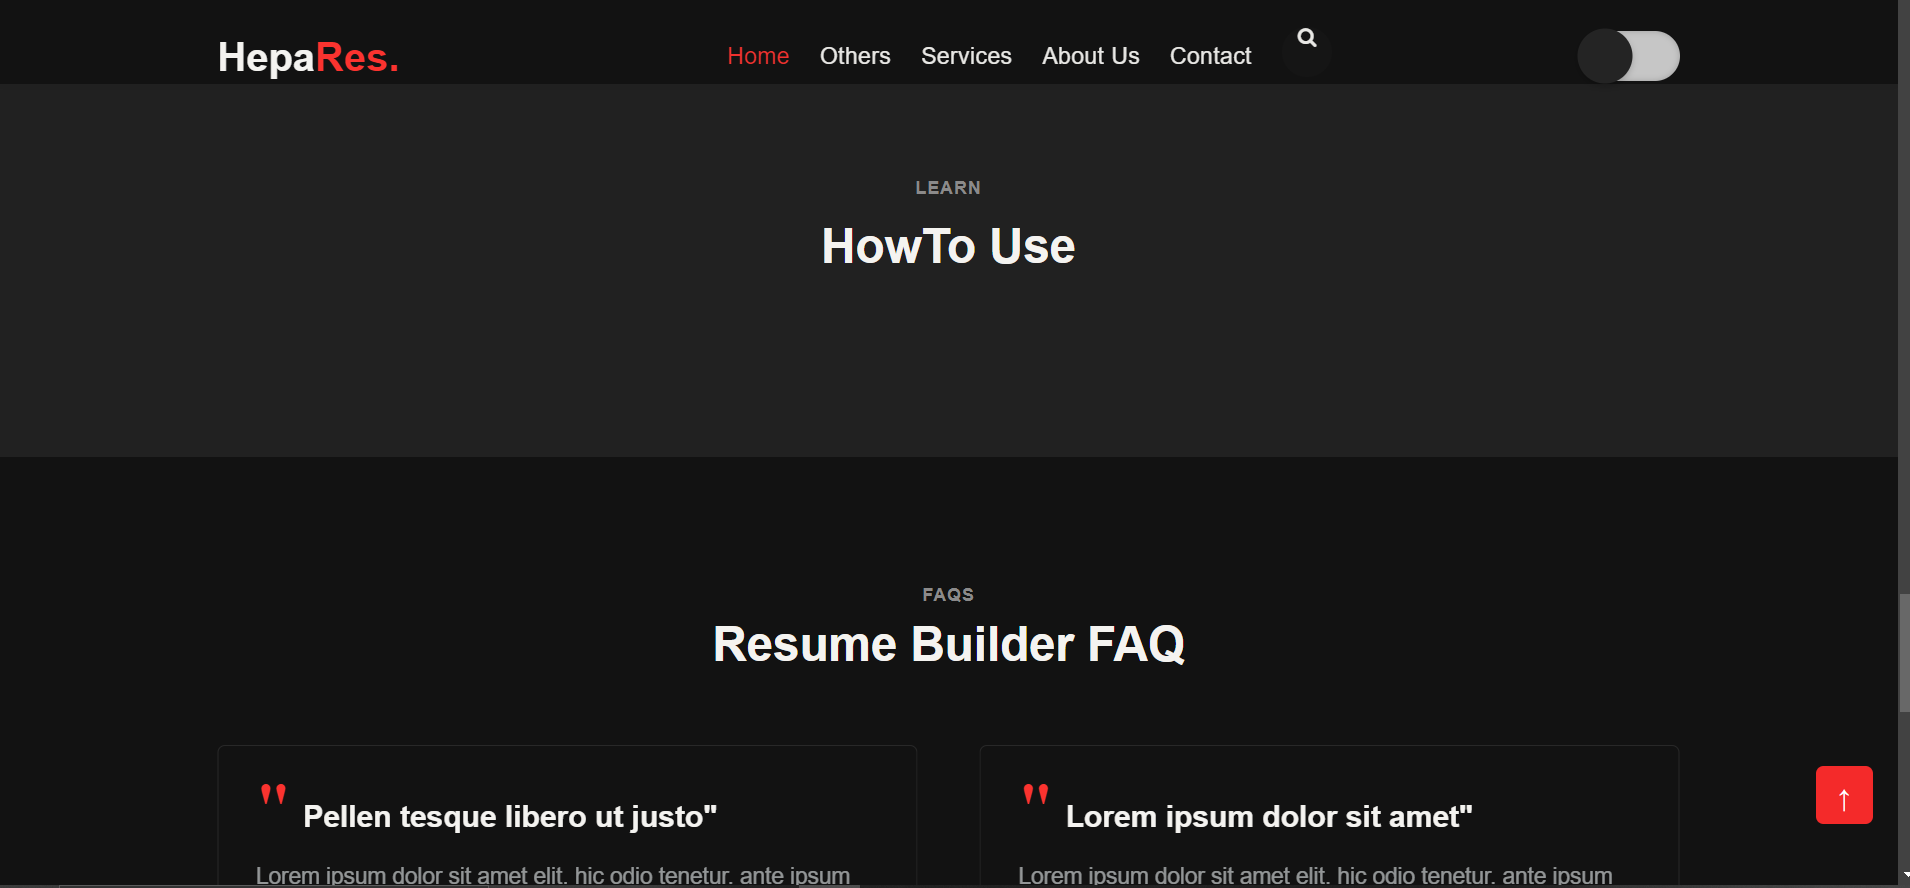 HepaRes.
Home Others Services About Us Contact
LEARN
HowTo Use
FAQS
Resume Builder FAQ
" Pellen tesque libero ut justo"
Lorem ipsum dolor sit amet elit. hic odio tenetur. ante ipsum
" Lorem ipsum dolor sit amet"
Lorem ipsum dolor sit amet elit. hic odio tenetur. ante ipsum
↑